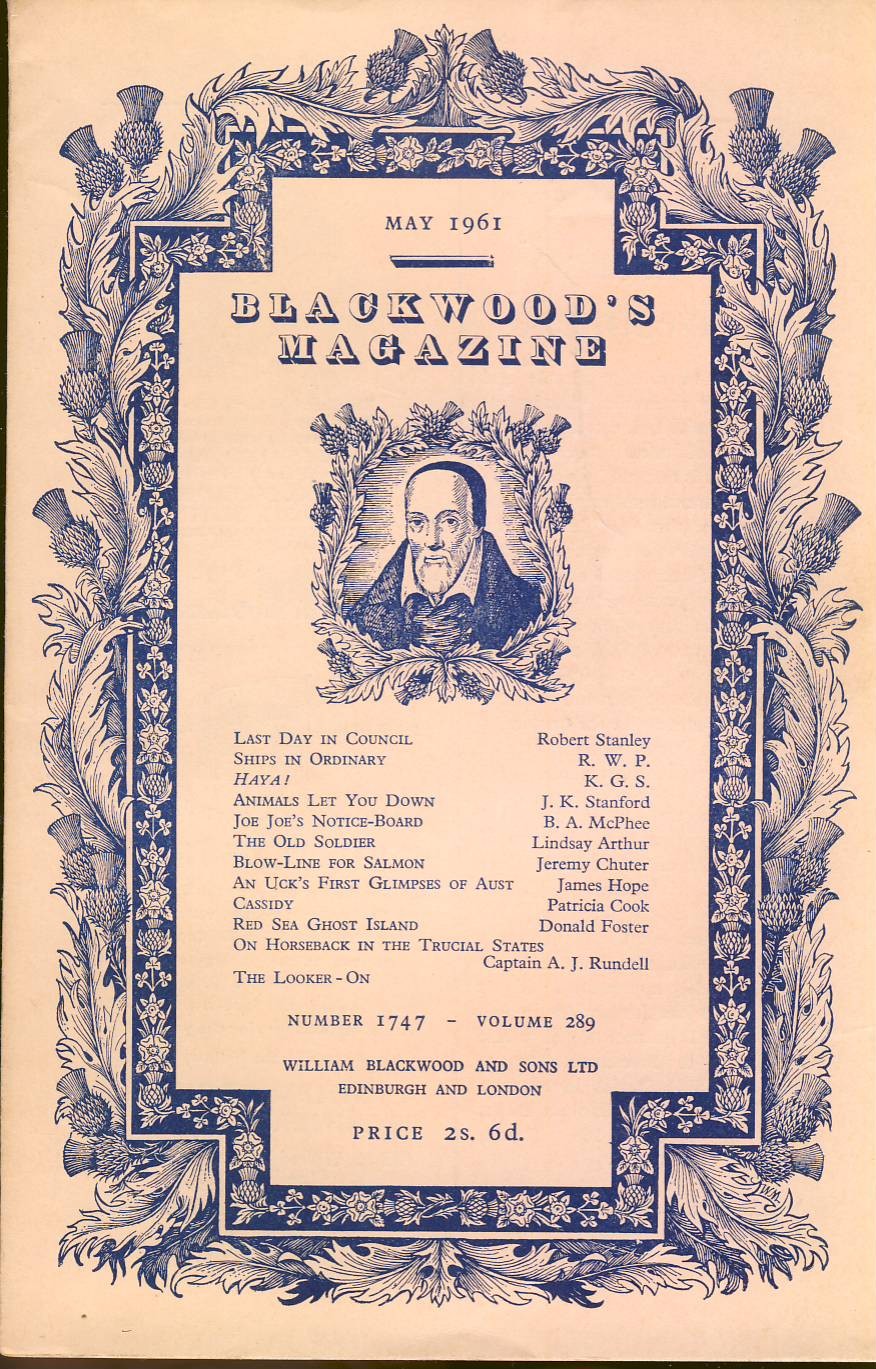 MAY 1961
BLACKWOOD'S
MAGAZINE
LAST DAY IN COUNCIL Robert Stanley
SHIPS IN ORDINARY R. W. P.
HAYA! K. G. S.
ANIMALS LET YOU DOWN J. K. Stanford
JOE JOE'S NOTICE-BOARD B. A. McPhee
THE OLD SOLDIER Lindsay Arthur
BLOW-LINE FOR SALMON Jeremy Chuter
AN UCK'S FIRST GLIMPSES OF AUST James Hope
CASSIDY Patricia Cook
RED SEA GHOST ISLAND Donald Foster
ON HORSEBACK IN THE TRUCIAL STATES
Captain A. J. Rundell
THE LOOKER-ON
NUMBER 1747 - VOLUME 289
WILLIAM BLACKWOOD AND SONS LTD
EDINBURGH AND LONDON
PRICE 2s. 6d.